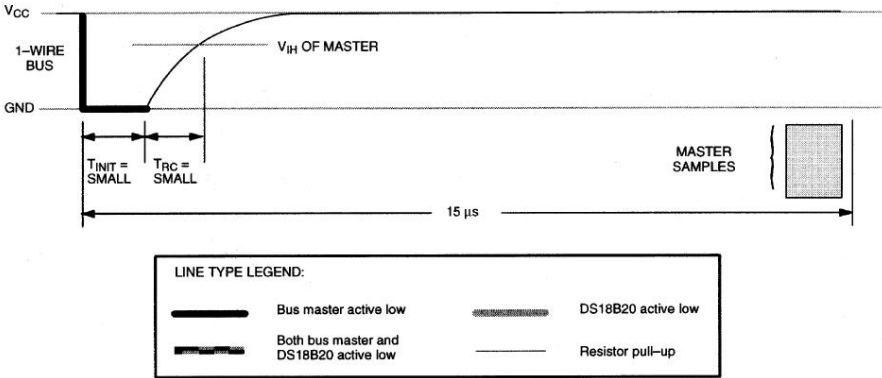 VCC
1–WIRE
BUS
VIH OF MASTER
GND
TINIT =
SMALL
TRC =
SMALL
MASTER
SAMPLES
15 µs
LINE TYPE LEGEND:
Bus master active low
DS18B20 active low
Both bus master and
DS18B20 active low
Resistor pull–up